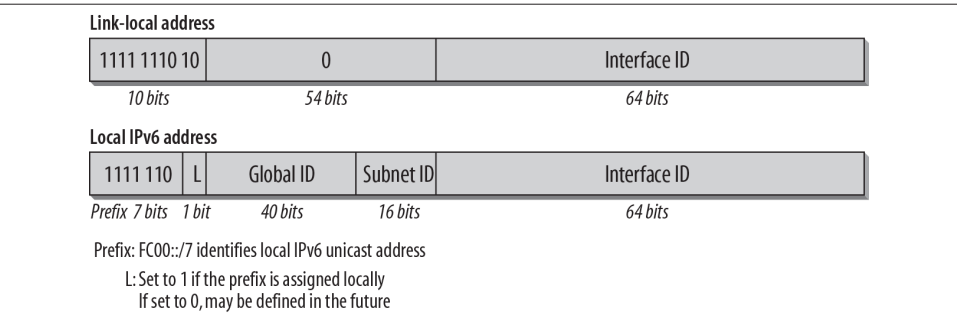 Link-local address
1111 1110 10 0 Interface ID
10 bits 54 bits 64 bits
Local IPv6 address
1111 110 L Global ID Subnet ID Interface ID
Prefix 7 bits 1 bit 40 bits 16 bits 64 bits
Prefix: FC00::/7 identifies local IPv6 unicast address
L: Set to 1 if the prefix is assigned locally
If set to 0, may be defined in the future